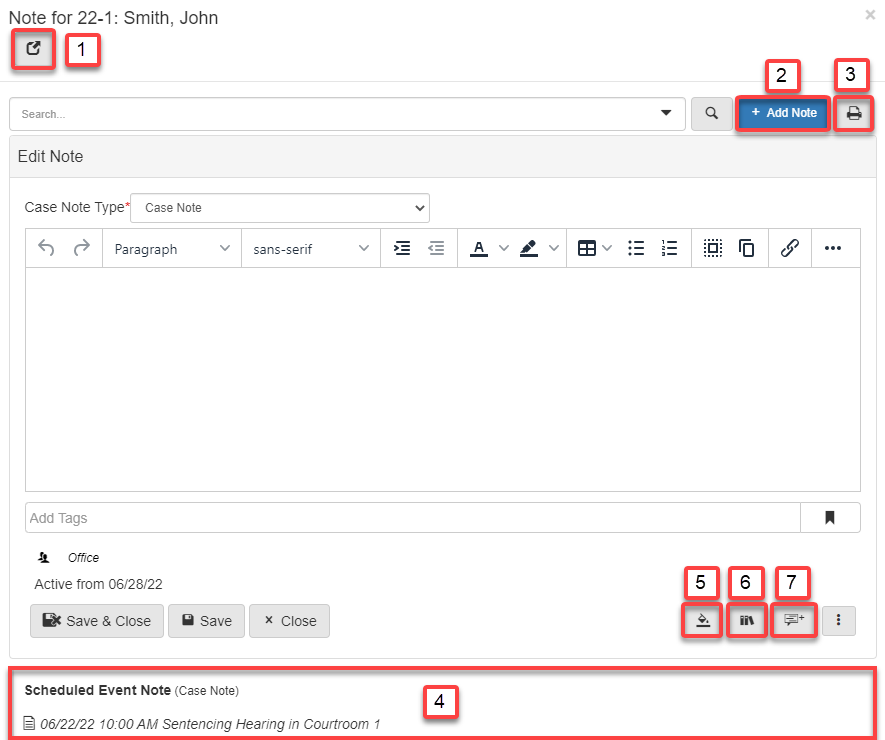 Note for 22-1: Smith, John
×
1
2
3
Search...
+ Add Note
Edit Note
Case Note Type* Case Note
Paragraph sans-serif A
Add Tags
Office
Active from 06/28/22
5 6 7
Save & Close Save × Close
Scheduled Event Note (Case Note)
4
06/22/22 10:00 AM Sentencing Hearing in Courtroom 1